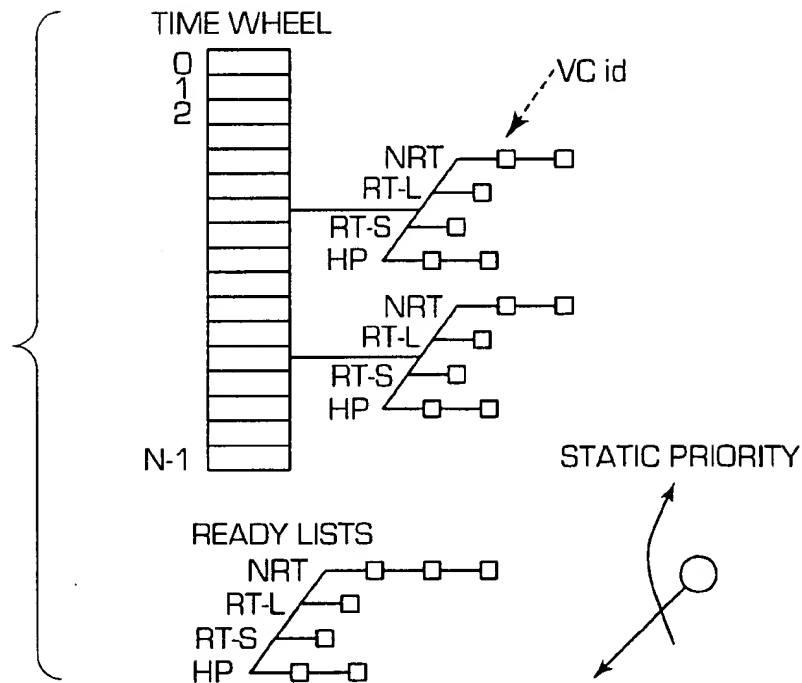 TIME WHEEL
0
1
2
VC id
NRT
RT-L
RT-S
HP
NRT
RT-L
RT-S
HP
N-1
STATIC PRIORITY
READY LISTS
NRT
RT-L
RT-S
HP